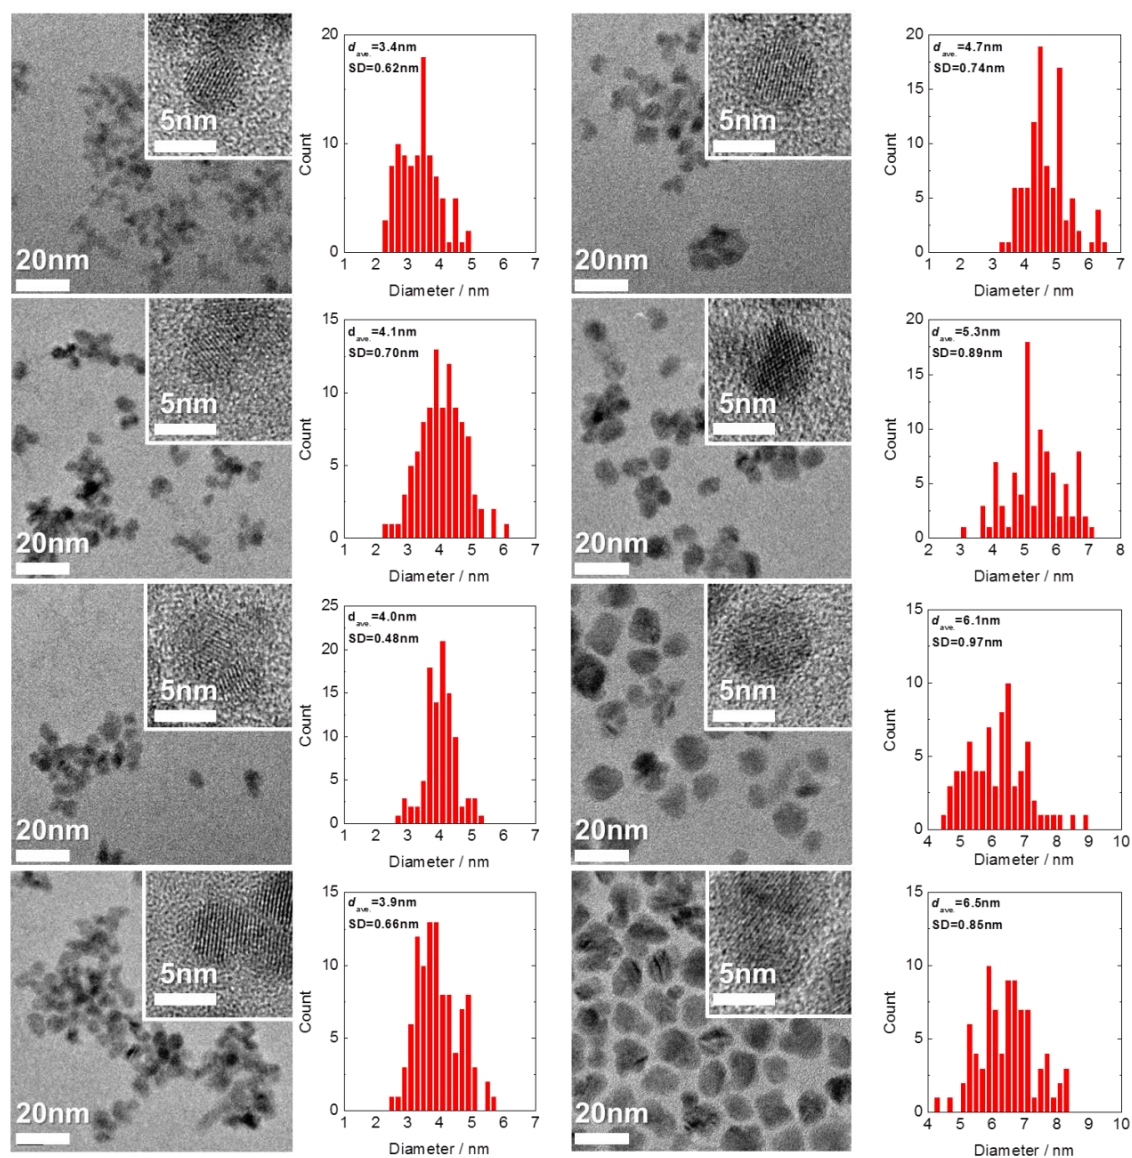 5nm
20nm
20
10
0
Count
d ave.=3.4nm
SD=0.62nm
1 2 3 4 5 6 7
Diameter / nm
5nm
20nm
20
15
10
5
0
Count
d ave.=4.7nm
SD=0.74nm
1 2 3 4 5 6 7
Diameter / nm
5nm
20nm
15
10
5
0
Count
d ave.=4.1nm
SD=0.70nm
1 2 3 4 5 6 7
Diameter / nm
5nm
20nm
20
15
10
5
0
Count
d ave.=5.3nm
SD=0.89nm
2 3 4 5 6 7 8
Diameter / nm
5nm
20nm
25
20
15
10
25
0
Count
d ave.=4.0nm
SD=0.48nm
1 2 3 4 5 6 7
Diameter / nm
5nm
20nm
15
10
5
0
Count
d ave.=6.1nm
SD=0.97nm
4 5 6 7 8 9 10
Diameter / nm
5nm
20nm
15
10
5
0
Count
d ave.=3.9nm
SD=0.66nm
1 2 3 4 5 6 7
Diameter / nm
5nm
20nm
15
10
5
0
Count
d ave.=6.5nm
SD=0.85nm
4 5 6 7 8 9 10
Diameter / nm